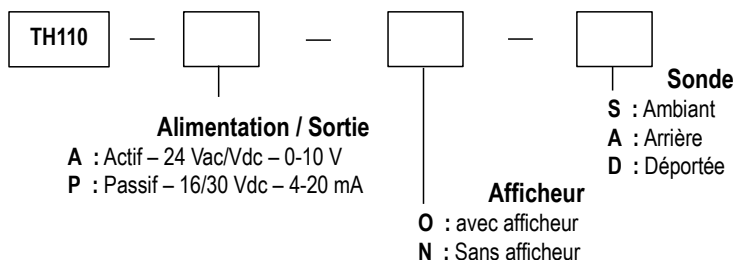 TH110 — — —
Sonde
S : Ambiant
A : Arrière
D : Déportée
Alimentation / Sortie
A : Actif – 24 Vac/Vdc – 0-10 V
P : Passif – 16/30 Vdc – 4-20 mA
Afficheur
O : avec afficheur
N : Sans afficheur